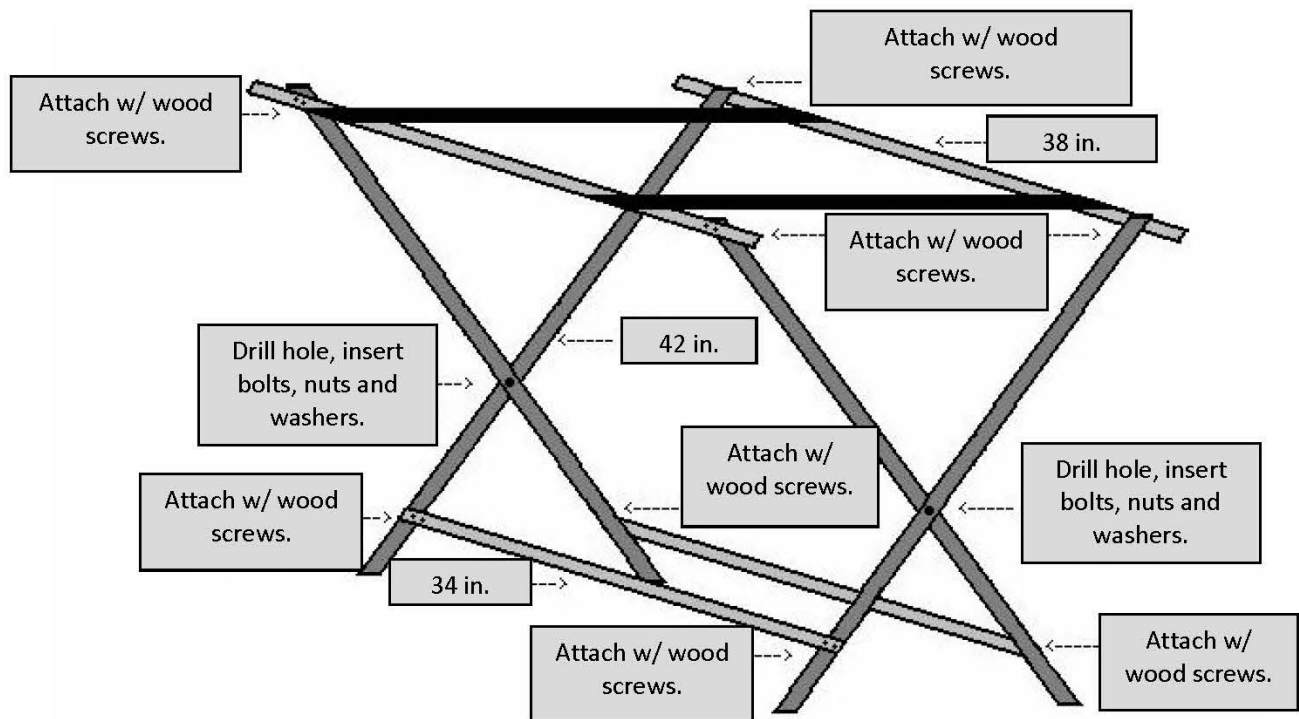 Attach w/ wood
screws.
Attach w/ wood
screws.
38 in.
Attach w/ wood
screws.
42 in.
Drill hole, insert
bolts, nuts and
washers.
Attach w/
wood screws.
Drill hole, insert
bolts, nuts and
washers.
Attach w/ wood
screws.
34 in.
Attach w/ wood
screws.
Attach w/
wood screws.